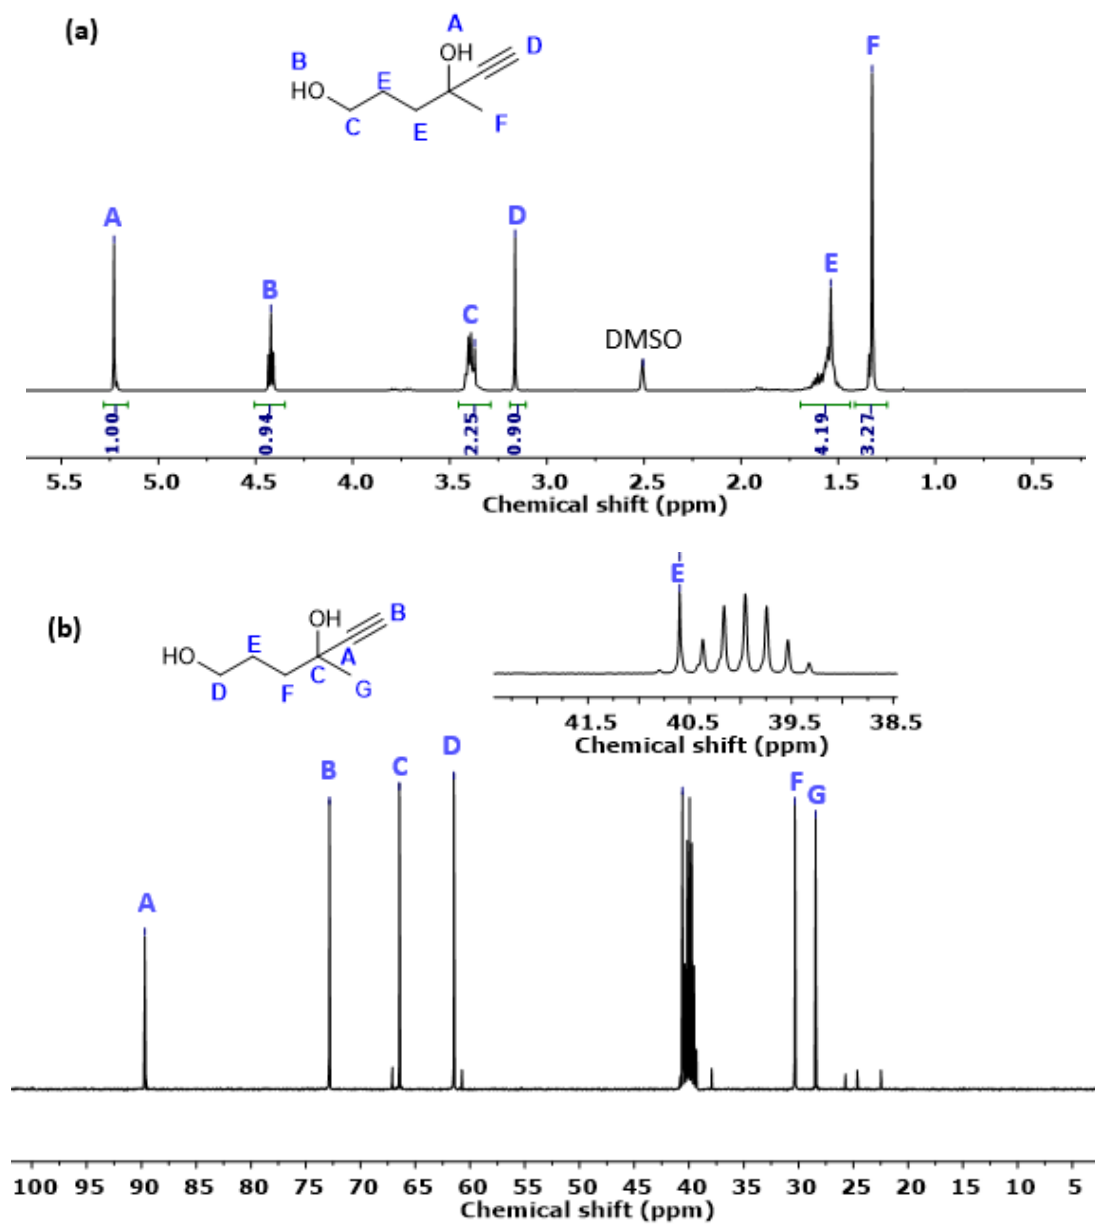 (a)
A
OH
D
B
HO
E
C
E
F
F
A
D
B
E
C
DMSO
1.00
0.94
2.25
0.90
4.19
3.27
5.5 5.0 4.5 4.0 3.5 3.0 2.5 2.0 1.5 1.0 0.5
Chemical shift (ppm)
(b)
OH
B
E
HO
A
C
D
F
G
E
41.5 40.5 39.5 38.5
Chemical shift (ppm)
D
C
B
F
G
A
100 95 90 85 80 75 70 65 60 55 50 45 40 35 30 25 20 15 10 5
Chemical shift (ppm)